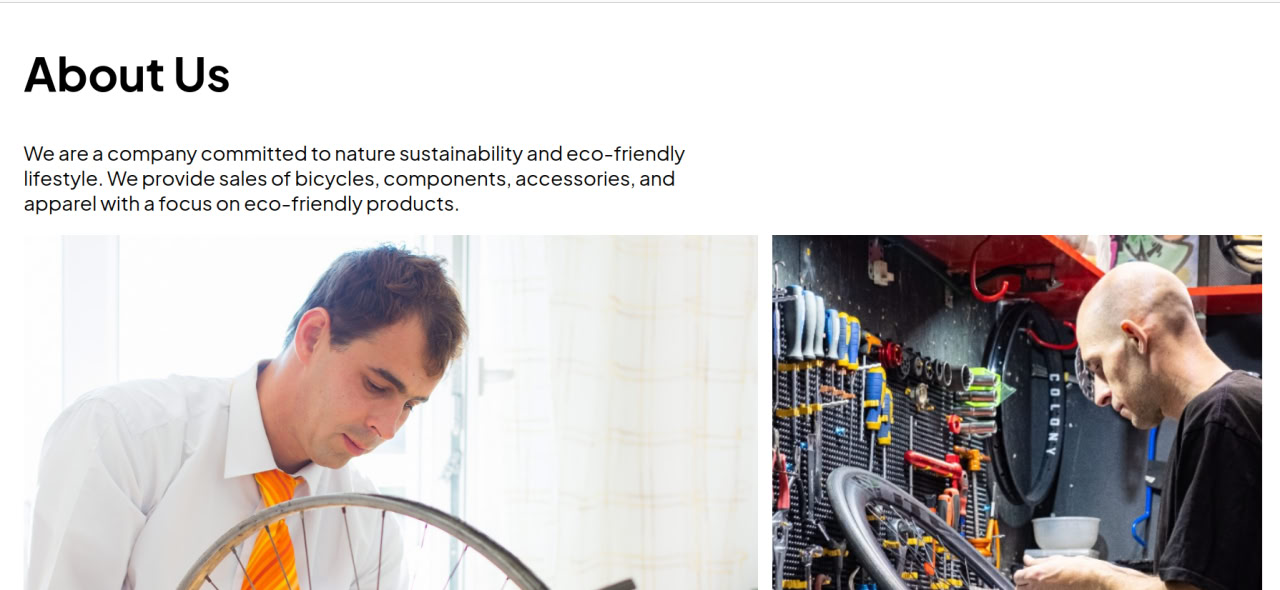 About Us
We are a company committed to nature sustainability and eco-friendly
lifestyle. We provide sales of bicycles, components, accessories, and
apparel with a focus on eco-friendly products.
COLONY